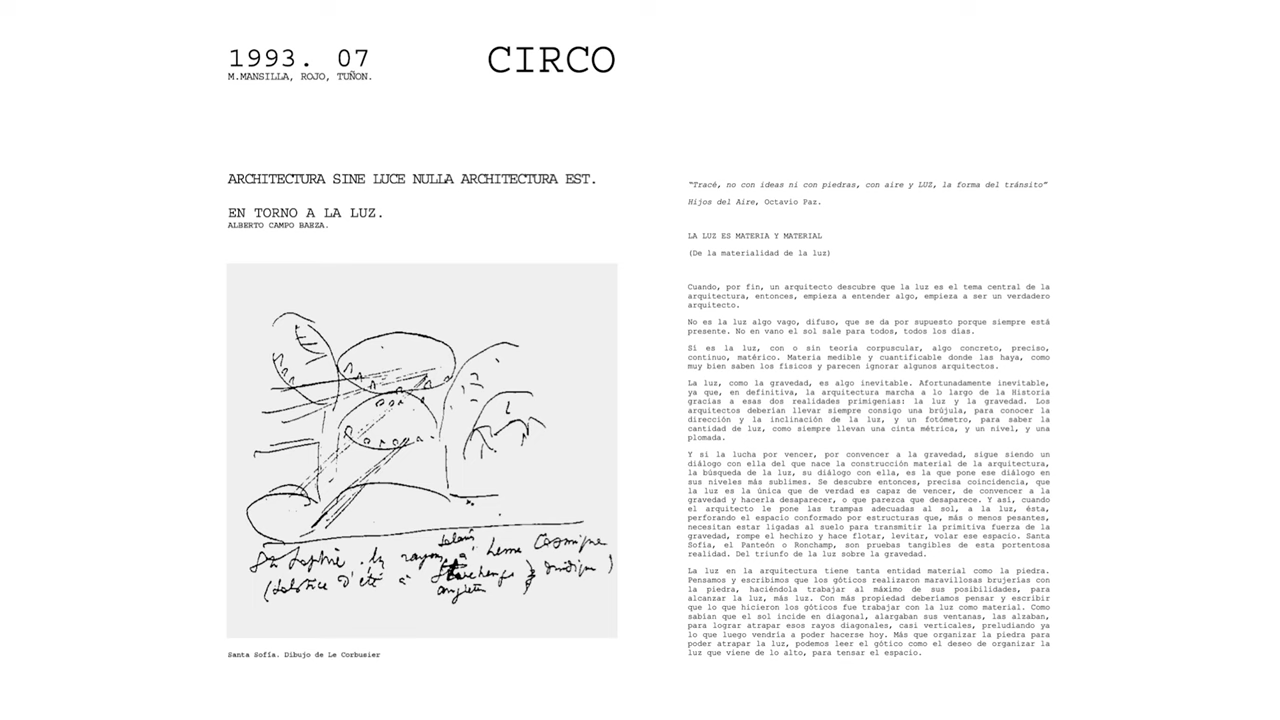 1993. 07
CIRCO
M.MANSILLA, ROJO, TUÑON.
ARCHITECTURA SINE LUCE NULLA ARCHITECTURA EST.
EN TORNO A LA LUZ.
ALBERTO CAMPO BAEZA.
Salain
Sta Sophie. les rayons à heme Cosmique
(solstice d'été à Stonehenge
Angleterre
)
Santa Sofía. Dibujo de Le Corbusier
"Tracé, no con ideas ni con piedras, con aire y LUZ, la forma del tránsito"
Hijos del Aire, Octavio Paz.
LA LUZ ES MATERIA Y MATERIAL
(De la materialidad de la luz)
Cuando, por fin, un arquitecto descubre que la luz es el tema central de la
arquitectura, entonces, empieza a entender algo, empieza a ser un verdadero
arquitecto.
No es la luz algo vago, difuso, que se da por supuesto porque siempre está
presente. No en vano el sol sale para todos, todos los días.
Sí es la luz, con o sin teoría corpuscular, algo concreto, preciso,
continuo, matérico. Materia medible y cuantificable donde las haya, como
muy bien saben los físicos y parecen ignorar algunos arquitectos.
La luz, como la gravedad, es algo inevitable. Afortunadamente inevitable,
ya que, en definitiva, la arquitectura marcha a lo largo de la Historia
gracias a esas dos realidades primigenias: la luz y la gravedad. Los
arquitectos deberían llevar siempre consigo una brújula, para conocer la
dirección y la inclinación de la luz, y un fotómetro, para saber la
cantidad de luz, como siempre llevan una cinta métrica, y un nivel, y una
plomada.
Y si la lucha por vencer, por convencer a la gravedad, sigue siendo un
diálogo con ella del que nace la construcción material de la arquitectura,
la búsqueda de la luz, su diálogo con ella, es la que pone ese diálogo en
sus niveles más sublimes. Se descubre entonces, precisa coincidencia, que
la luz es la única que de verdad es capaz de vencer, de convencer a la
gravedad y hacerla desaparecer, o que parezca que desaparece. Y así, cuando
el arquitecto le pone las trampas adecuadas al sol, a la luz, ésta,
perforando el espacio conformado por estructuras que, más o menos pesantes,
necesitan estar ligadas al suelo para transmitir la primitiva fuerza de la
gravedad, rompe el hechizo y hace flotar, levitar, volar ese espacio. Santa
Sofía, el Panteón o Ronchamp, son pruebas tangibles de esta portentosa
realidad. Del triunfo de la luz sobre la gravedad.
La luz en la arquitectura tiene tanta entidad material como la piedra.
Pensamos y escribimos que los góticos realizaron maravillosas brujerías con
la piedra, haciéndola trabajar al máximo de sus posibilidades, para
alcanzar la luz, más luz. Con más propiedad deberíamos pensar y escribir
que lo que hicieron los góticos fue trabajar con la luz como material. Como
sabían que el sol incide en diagonal, alargaban sus ventanas, las alzaban,
para lograr atrapar esos rayos diagonales, casi verticales, preludiando ya
lo que luego vendría a poder hacerse hoy. Más que organizar la piedra para
poder atrapar la luz, podemos leer el gótico como el deseo de organizar la
luz que viene de lo alto, para tensar el espacio.